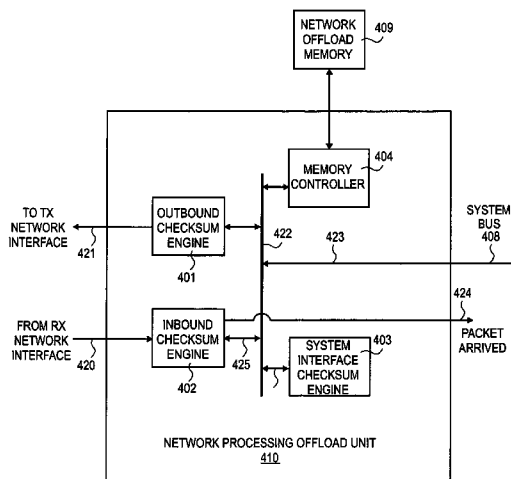 NETWORK
OFFLOAD
MEMORY
409
MEMORY
CONTROLLER
404
TO TX
NETWORK
INTERFACE
421
OUTBOUND
CHECKSUM
ENGINE
401
422
423
SYSTEM
BUS
408
424
PACKET
ARRIVED
FROM RX
NETWORK
INTERFACE
420
INBOUND
CHECKSUM
ENGINE
402
425
SYSTEM
INTERFACE
CHECKSUM
ENGINE
403
NETWORK PROCESSING OFFLOAD UNIT
410